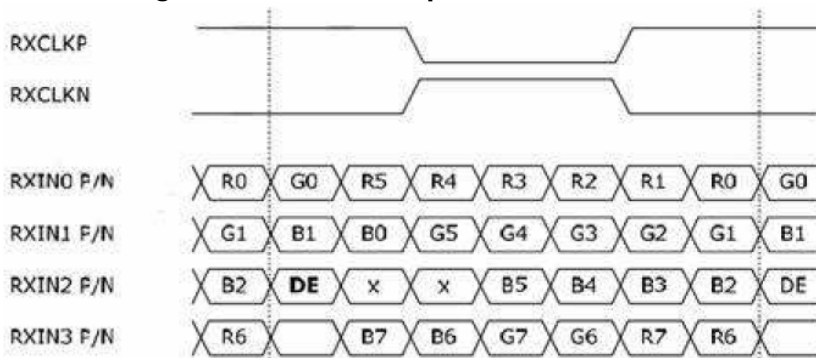 RXCLKP
RXCLKN
RXIN0 P/N R0 G0 R5 R4 R3 R2 R1 R0 G0
RXIN1 P/N G1 B1 B0 G5 G4 G3 G2 G1 B1
RXIN2 P/N B2 DE x x B5 B4 B3 B2 DE
RXIN3 P/N R6 B7 B6 G7 G6 R7 R6